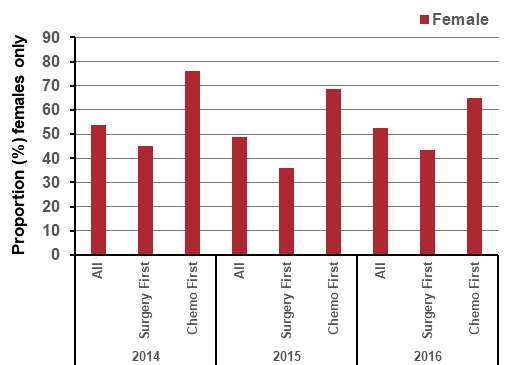 Female
Proportion (%) females only
90
80
70
60
50
40
30
20
10
0
All
Surgery First
Chemo First
All
Surgery First
Chemo First
All
Surgery First
Chemo First
2014
2015
2016